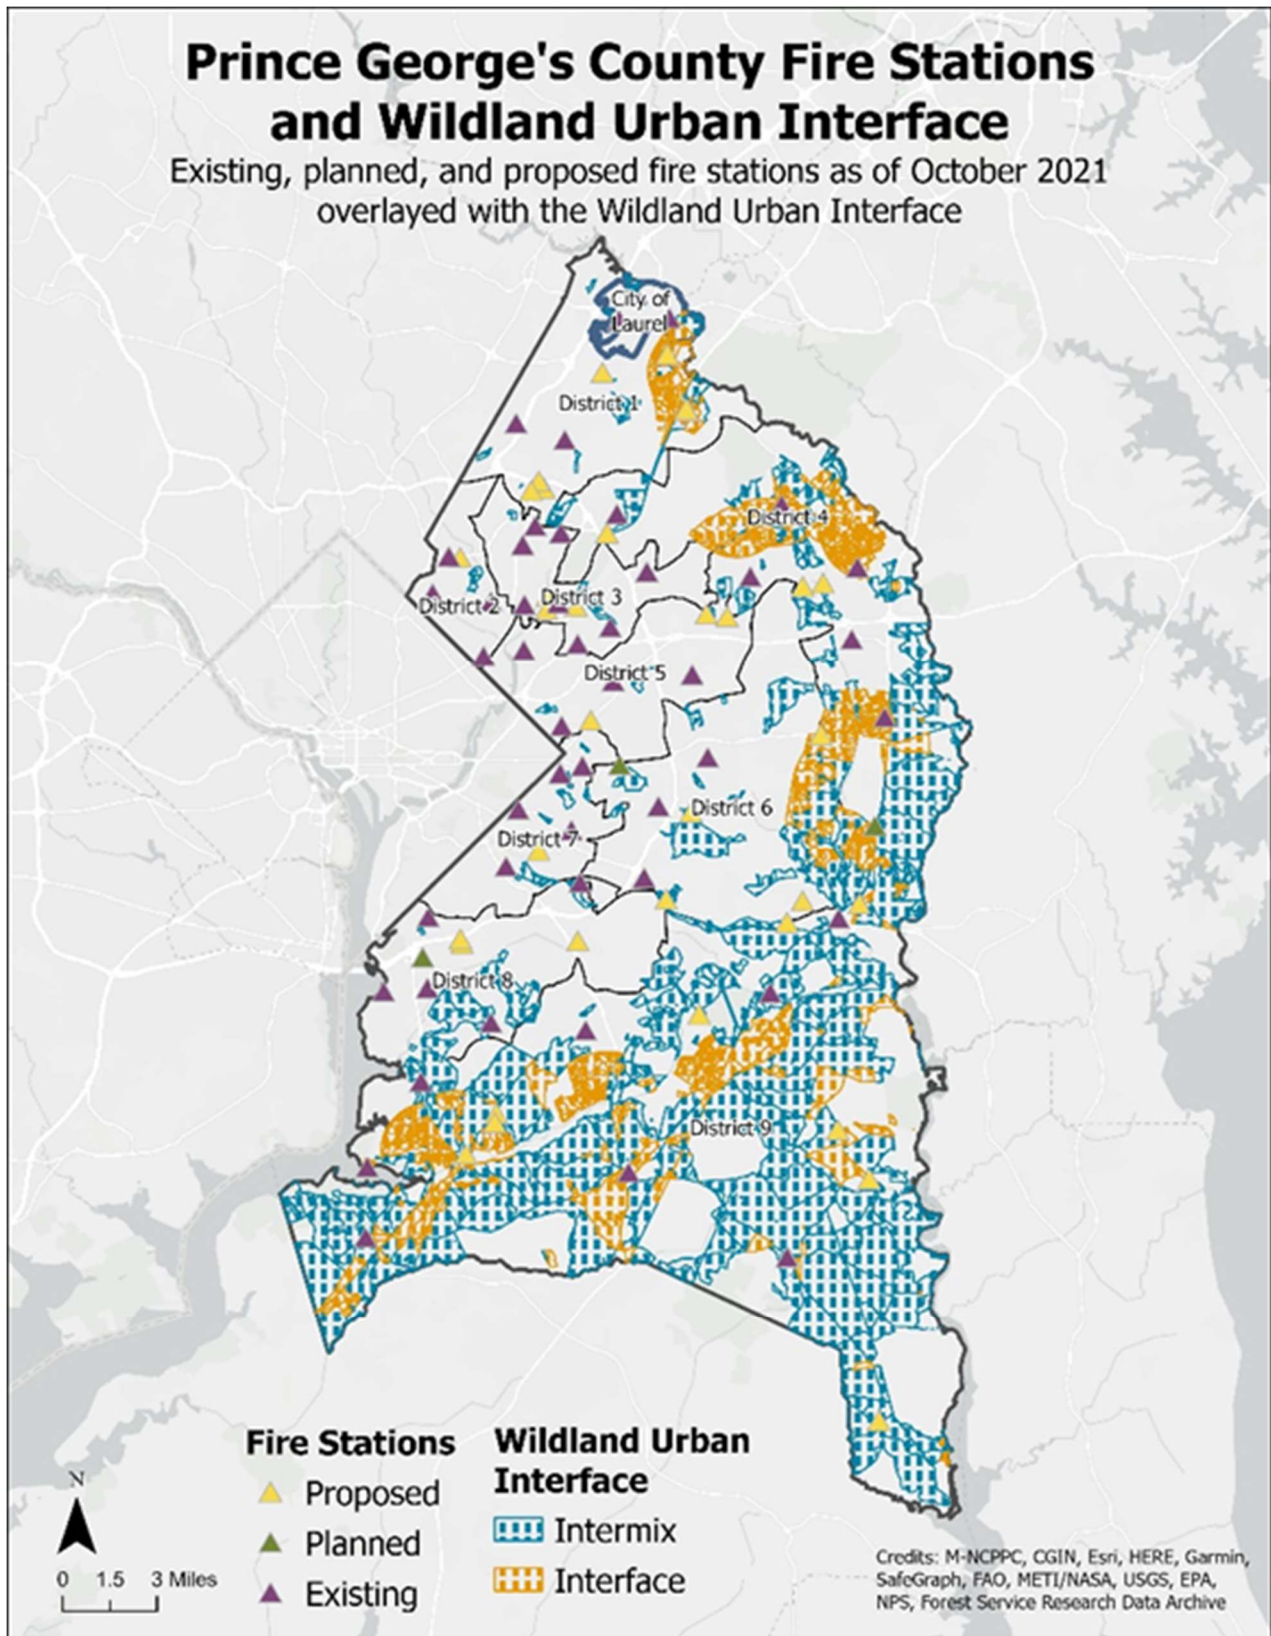 Prince George's County Fire Stations
and Wildland Urban Interface
Existing, planned, and proposed fire stations as of October 2021
overlayed with the Wildland Urban Interface
City of
Laurel
District 1
District 4
District 2
District 3
District 5
District 6
District 7
District 8
District 9
Fire Stations
Proposed
Planned
Existing
Wildland Urban
Interface
Intermix
Interface
N
0 1.5 3 Miles
Credits: M-NCPPC, CGIN, Esri, HERE, Garmin,
SafeGraph, FAO, METI/NASA, USGS, EPA,
NPS, Forest Service Research Data Archive